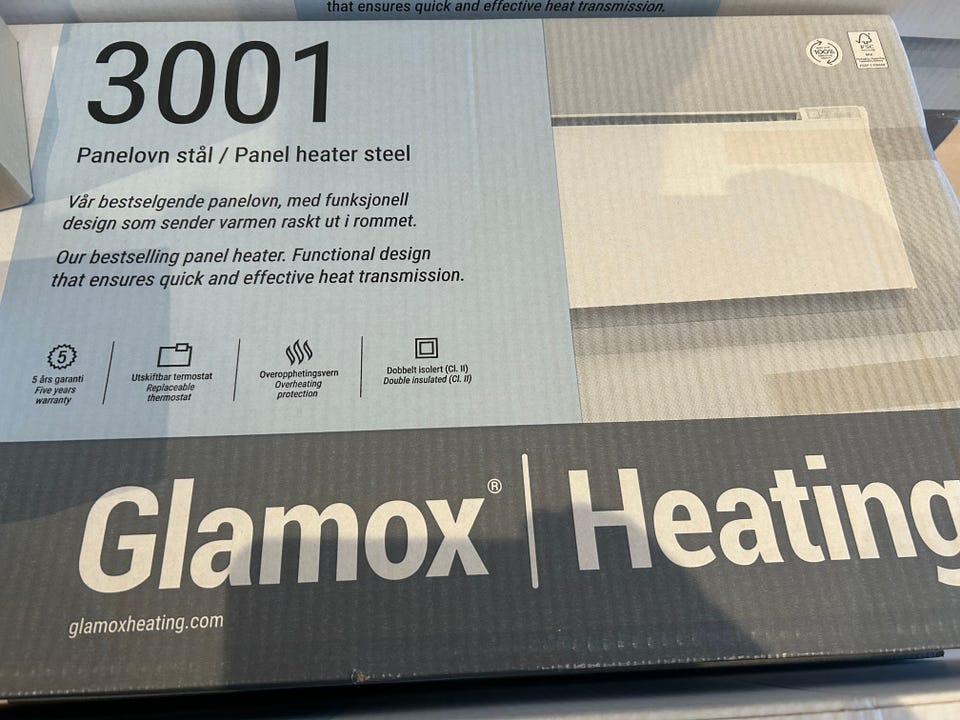 that ensures quick and effective heat transmission.
3001
Panelovn stål / Panel heater steel
Vår bestselgende panelovn, med funksjonell
design som sender varmen raskt ut i rommet.
Our bestselling panel heater. Functional design
that ensures quick and effective heat transmission.
5
5 års garanti
Five years
warranty
Utskiftbar termostat
Replaceable
thermostat
Overopphetingsvern
Overheating
protection
Dobbelt isolert (Cl. II)
Double insulated (Cl. II)
100%
FSC
Glamox® | Heating
glamoxheating.com